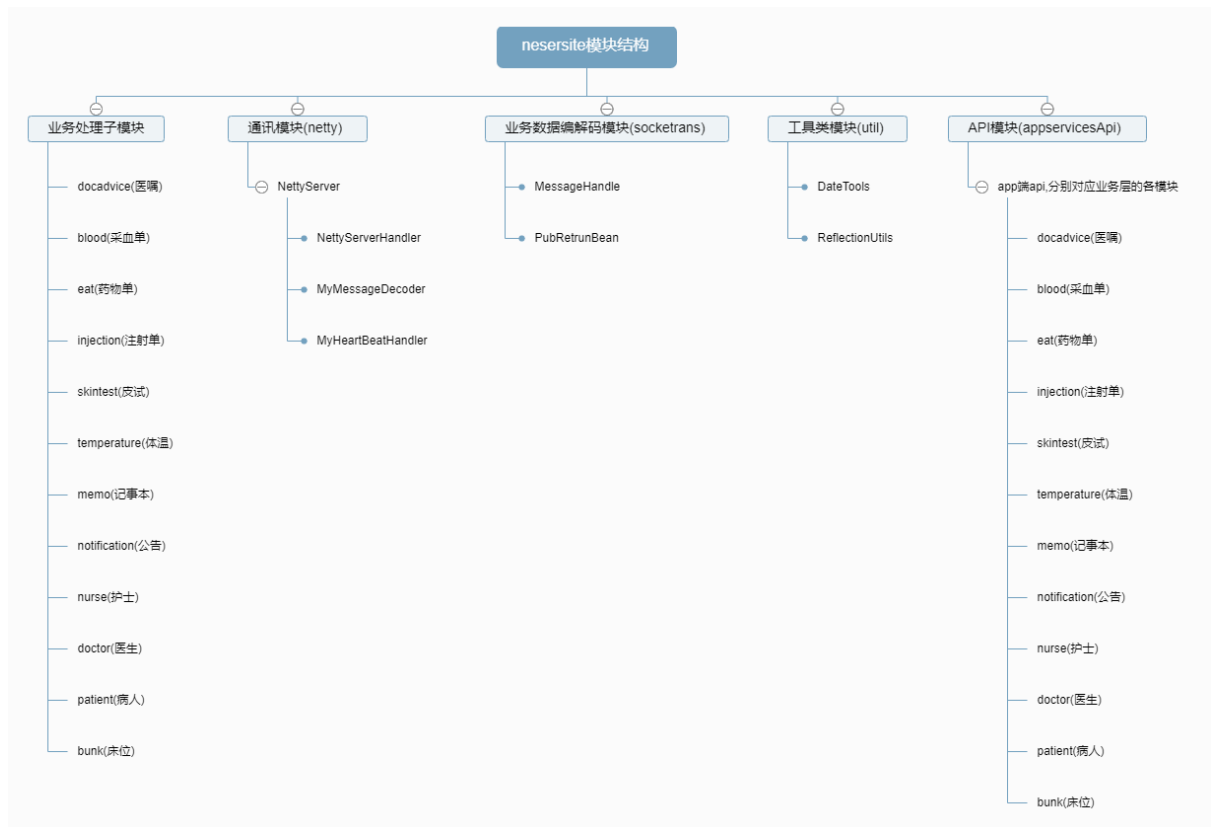 nesersite模块结构
业务处理子模块
docadvice(医嘱)
blood(采血单)
eat(药物单)
injection(注射单)
skintest(皮试)
temperature(体温)
memo(记事本)
notification(公告)
nurse(护士)
doctor(医生)
patient(病人)
bunk(床位)
通讯模块(netty)
NettyServer
NettyServerHandler
MyMessageDecoder
MyHeartBeatHandler
业务数据编解码模块(socketrans)
MessageHandle
PubRetrunBean
工具类模块(util)
DateTools
ReflectionUtils
API模块(appservicesApi)
app端api,分别对应业务层的各模块
docadvice(医嘱)
blood(采血单)
eat(药物单)
injection(注射单)
skintest(皮试)
temperature(体温)
memo(记事本)
notification(公告)
nurse(护士)
doctor(医生)
patient(病人)
bunk(床位)